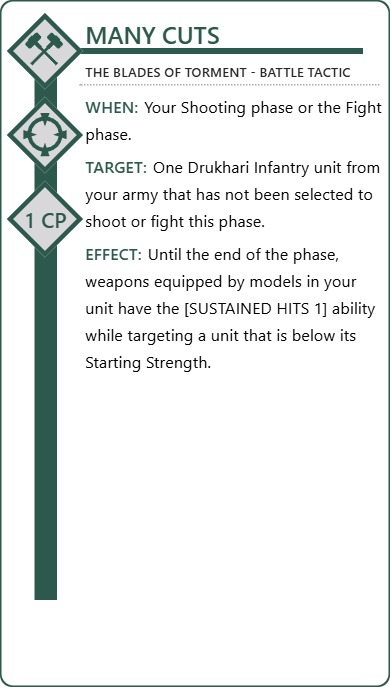 MANY CUTS
THE BLADES OF TORMENT - BATTLE TACTIC
WHEN: Your Shooting phase or the Fight
phase.
TARGET: One Drukhari Infantry unit from
your army that has not been selected to
shoot or fight this phase.
1 CP
EFFECT: Until the end of the phase,
weapons equipped by models in your
unit have the [SUSTAINED HITS 1] ability
while targeting a unit that is below its
Starting Strength.